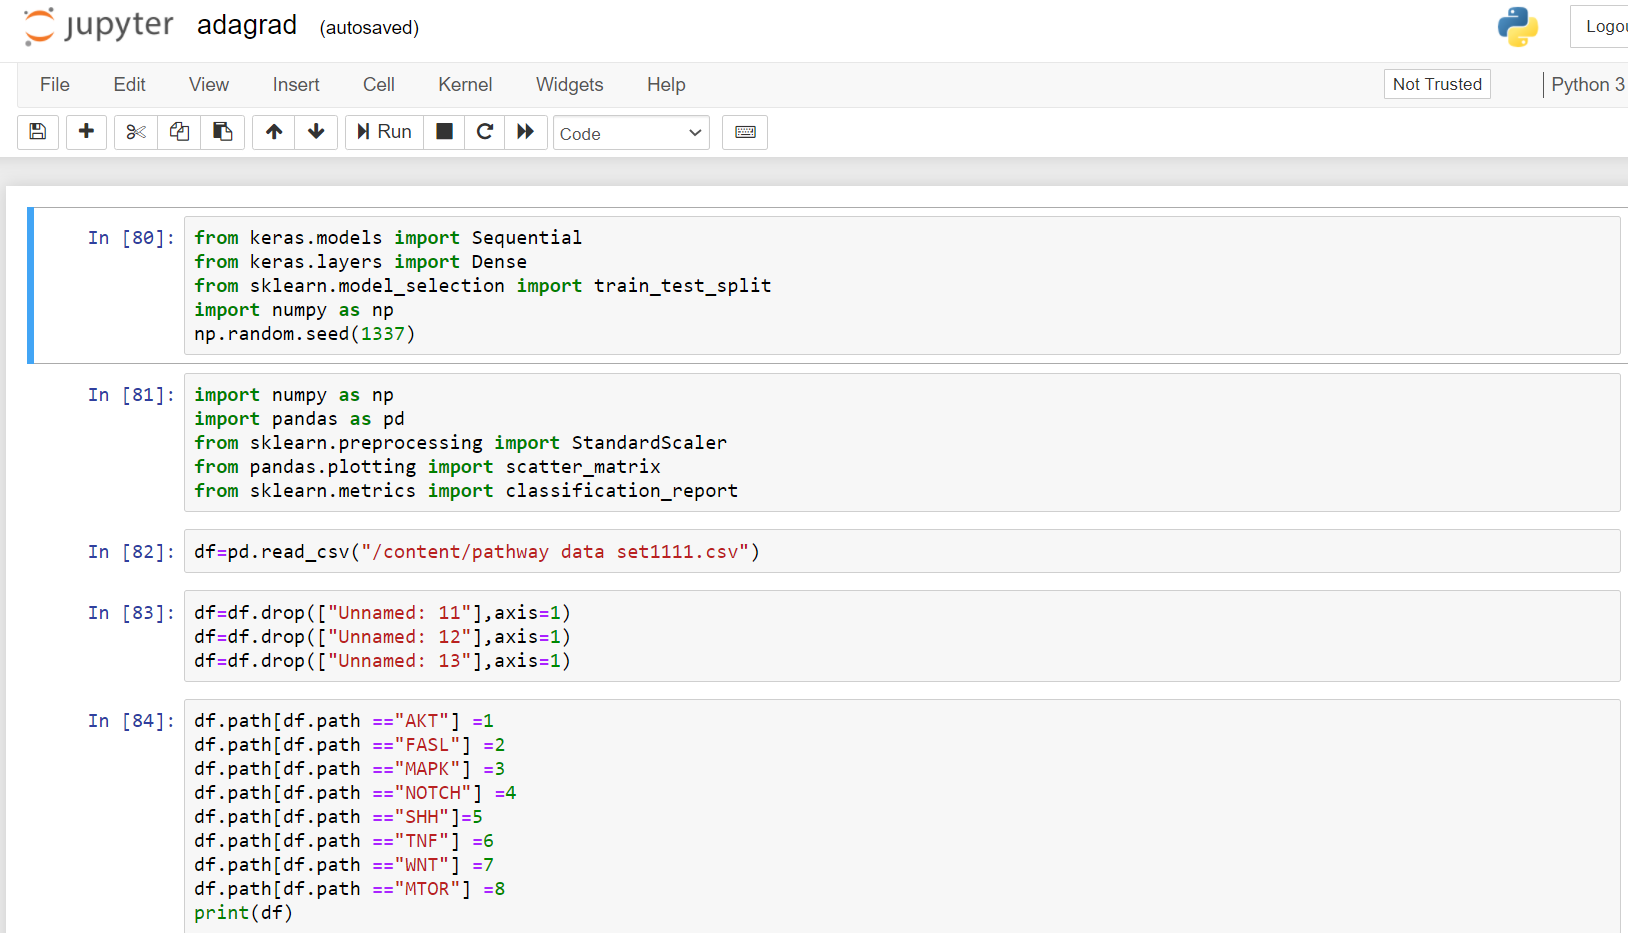 jupyter adagrad (autosaved)
Logou
File Edit View Insert Cell Kernel Widgets Help
Not Trusted
Python 3
Run
Code
In [80]:
from keras.models import Sequential
from keras.layers import Dense
from sklearn.model_selection import train_test_split
import numpy as np
np.random.seed(1337)
In [81]:
import numpy as np
import pandas as pd
from sklearn.preprocessing import StandardScaler
from pandas.plotting import scatter_matrix
from sklearn.metrics import classification_report
In [82]:
df=pd.read_csv("/content/pathway data set1111.csv")
In [83]:
df=df.drop(["Unnamed: 11"],axis=1)
df=df.drop(["Unnamed: 12"],axis=1)
df=df.drop(["Unnamed: 13"],axis=1)
In [84]:
df.path[df.path =="AKT"] =1
df.path[df.path =="FASL"] =2
df.path[df.path =="MAPK"] =3
df.path[df.path =="NOTCH"] =4
df.path[df.path =="SHH"]=5
df.path[df.path =="TNF"] =6
df.path[df.path =="WNT"] =7
df.path[df.path =="MTOR"] =8
print(df)